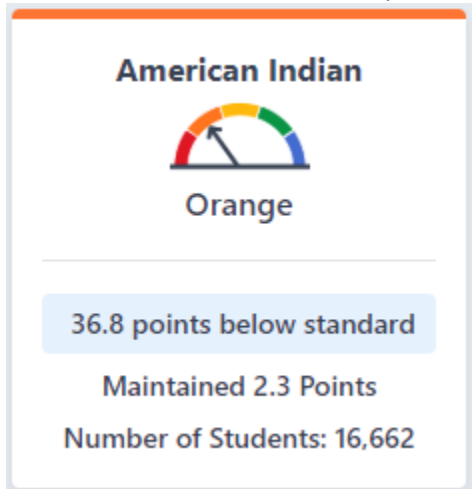 American Indian
Orange
36.8 points below standard
Maintained 2.3 Points
Number of Students: 16,662